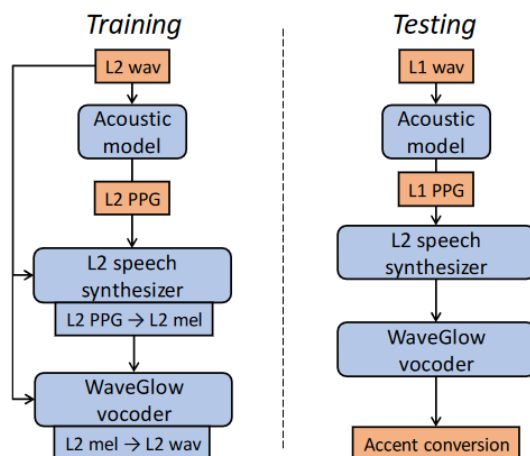 Training
L2 wav
Acoustic
model
L2 PPG
L2 speech
synthesizer
L2 PPG → L2 mel
WaveGlow
vocoder
L2 mel → L2 wav
Testing
L1 wav
Acoustic
model
L1 PPG
L2 speech
synthesizer
WaveGlow
vocoder
Accent conversion